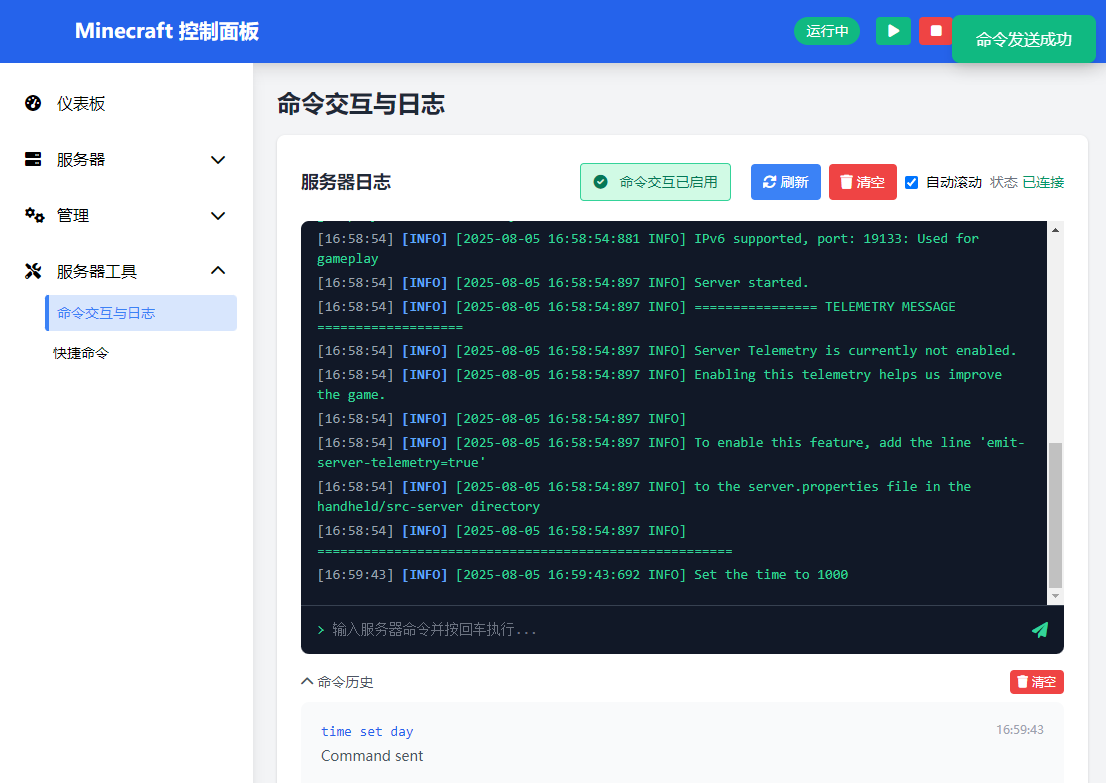 Minecraft 控制面板
运行中
命令发送成功
仪表板
服务器
管理
服务器工具
命令交互与日志
快捷命令
命令交互与日志
服务器日志
命令交互已启用
刷新
清空
自动滚动
状态 已连接
[16:58:54] [INFO] [2025-08-05 16:58:54:881 INFO] IPv6 supported, port: 19133: Used for
gameplay
[16:58:54] [INFO] [2025-08-05 16:58:54:897 INFO] Server started.
[16:58:54] [INFO] [2025-08-05 16:58:54:897 INFO] ================ TELEMETRY MESSAGE
===================
[16:58:54] [INFO] [2025-08-05 16:58:54:897 INFO] Server Telemetry is currently not enabled.
[16:58:54] [INFO] [2025-08-05 16:58:54:897 INFO] Enabling this telemetry helps us improve
the game.
[16:58:54] [INFO] [2025-08-05 16:58:54:897 INFO]
[16:58:54] [INFO] [2025-08-05 16:58:54:897 INFO] To enable this feature, add the line 'emit-
server-telemetry=true'
[16:58:54] [INFO] [2025-08-05 16:58:54:897 INFO] to the server.properties file in the
handheld/src-server directory
[16:58:54] [INFO] [2025-08-05 16:58:54:897 INFO]
======================================================
[16:59:43] [INFO] [2025-08-05 16:59:43:692 INFO] Set the time to 1000
输入服务器命令并按回车执行...
命令历史
清空
time set day
16:59:43
Command sent